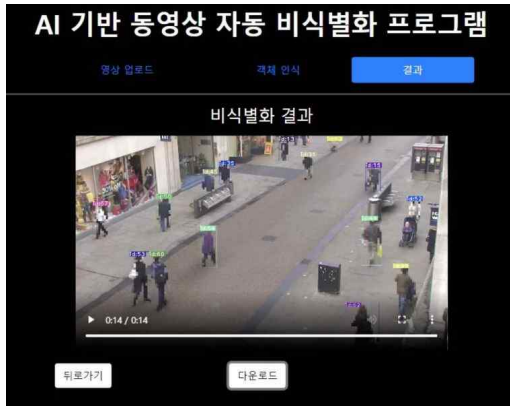 AI 기반 동영상 자동 비식별화 프로그램
영상 업로드
객체 인식
결과
비식별화 결과
0:14 / 0:14
뒤로가기
다운로드